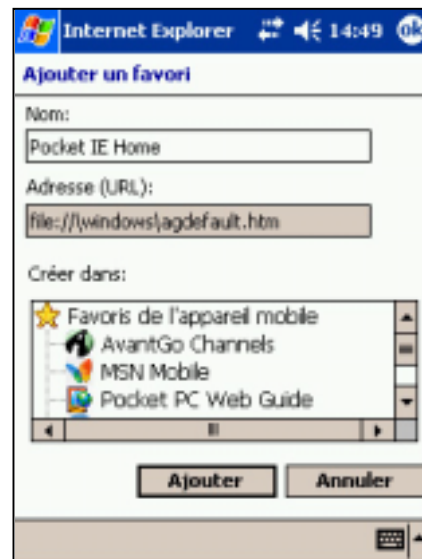 Internet Explorer 14:49 ok
Ajouter un favori
Nom:
Pocket IE Home
Adresse (URL):
file://\windows\agdefault.htm
Créer dans:
Favoris de l'appareil mobile
AvantGo Channels
MSN Mobile
Pocket PC Web Guide
Ajouter Annuler